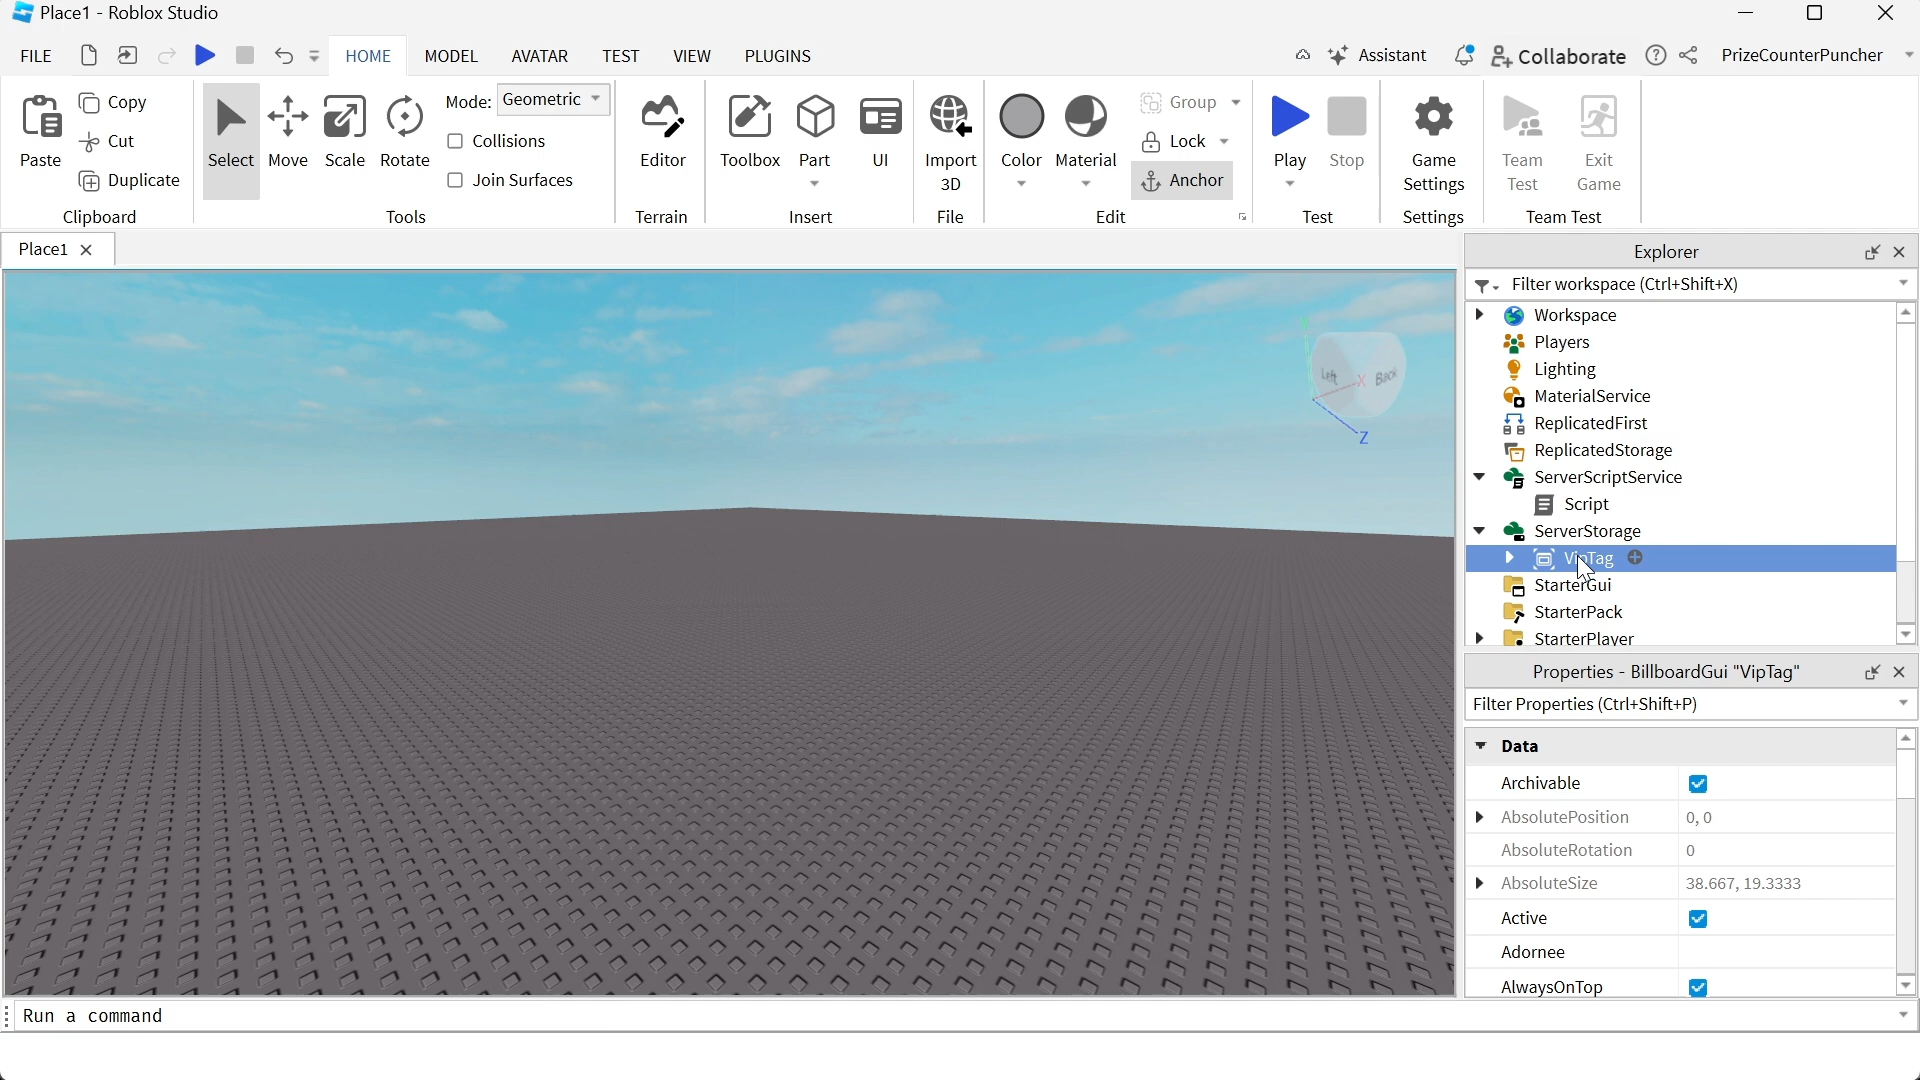 Place1 - Roblox Studio
FILE HOME MODEL AVATAR TEST VIEW PLUGINS Assistant Collaborate PrizeCounterPuncher
Paste Copy Cut Duplicate
Clipboard
Select Move Scale Rotate
Mode: Geometric
Collisions
Join Surfaces
Tools
Editor
Terrain
Toolbox Part UI
Insert
Import 3D
File
Color Material
Group
Lock
Anchor
Edit
Play Stop
Test
Game Settings
Settings
Team Test Exit Game
Team Test
Place1
Left Back
X
Y
Z
Explorer
Filter workspace (Ctrl+Shift+X)
Workspace
Players
Lighting
MaterialService
ReplicatedFirst
ReplicatedStorage
ServerScriptService
Script
ServerStorage
VipTag
StarterGui
StarterPack
StarterPlayer
Properties - BillboardGui "VipTag"
Filter Properties (Ctrl+Shift+P)
Data
Archivable
AbsolutePosition 0, 0
AbsoluteRotation 0
AbsoluteSize 38.667, 19.3333
Active
Adornee
AlwaysOnTop
Run a command